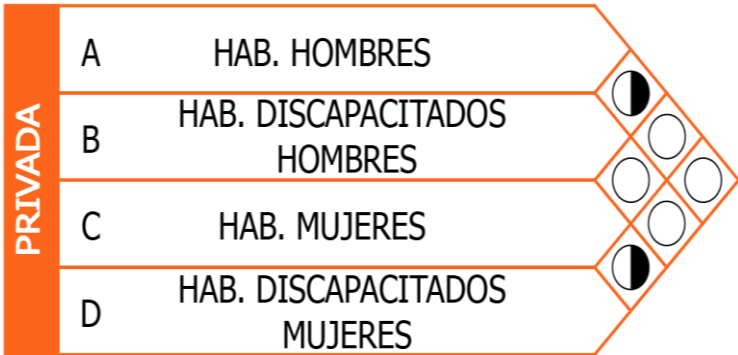 PRIVADA
A HAB. HOMBRES
B HAB. DISCAPACITADOS
HOMBRES
C HAB. MUJERES
D HAB. DISCAPACITADOS
MUJERES